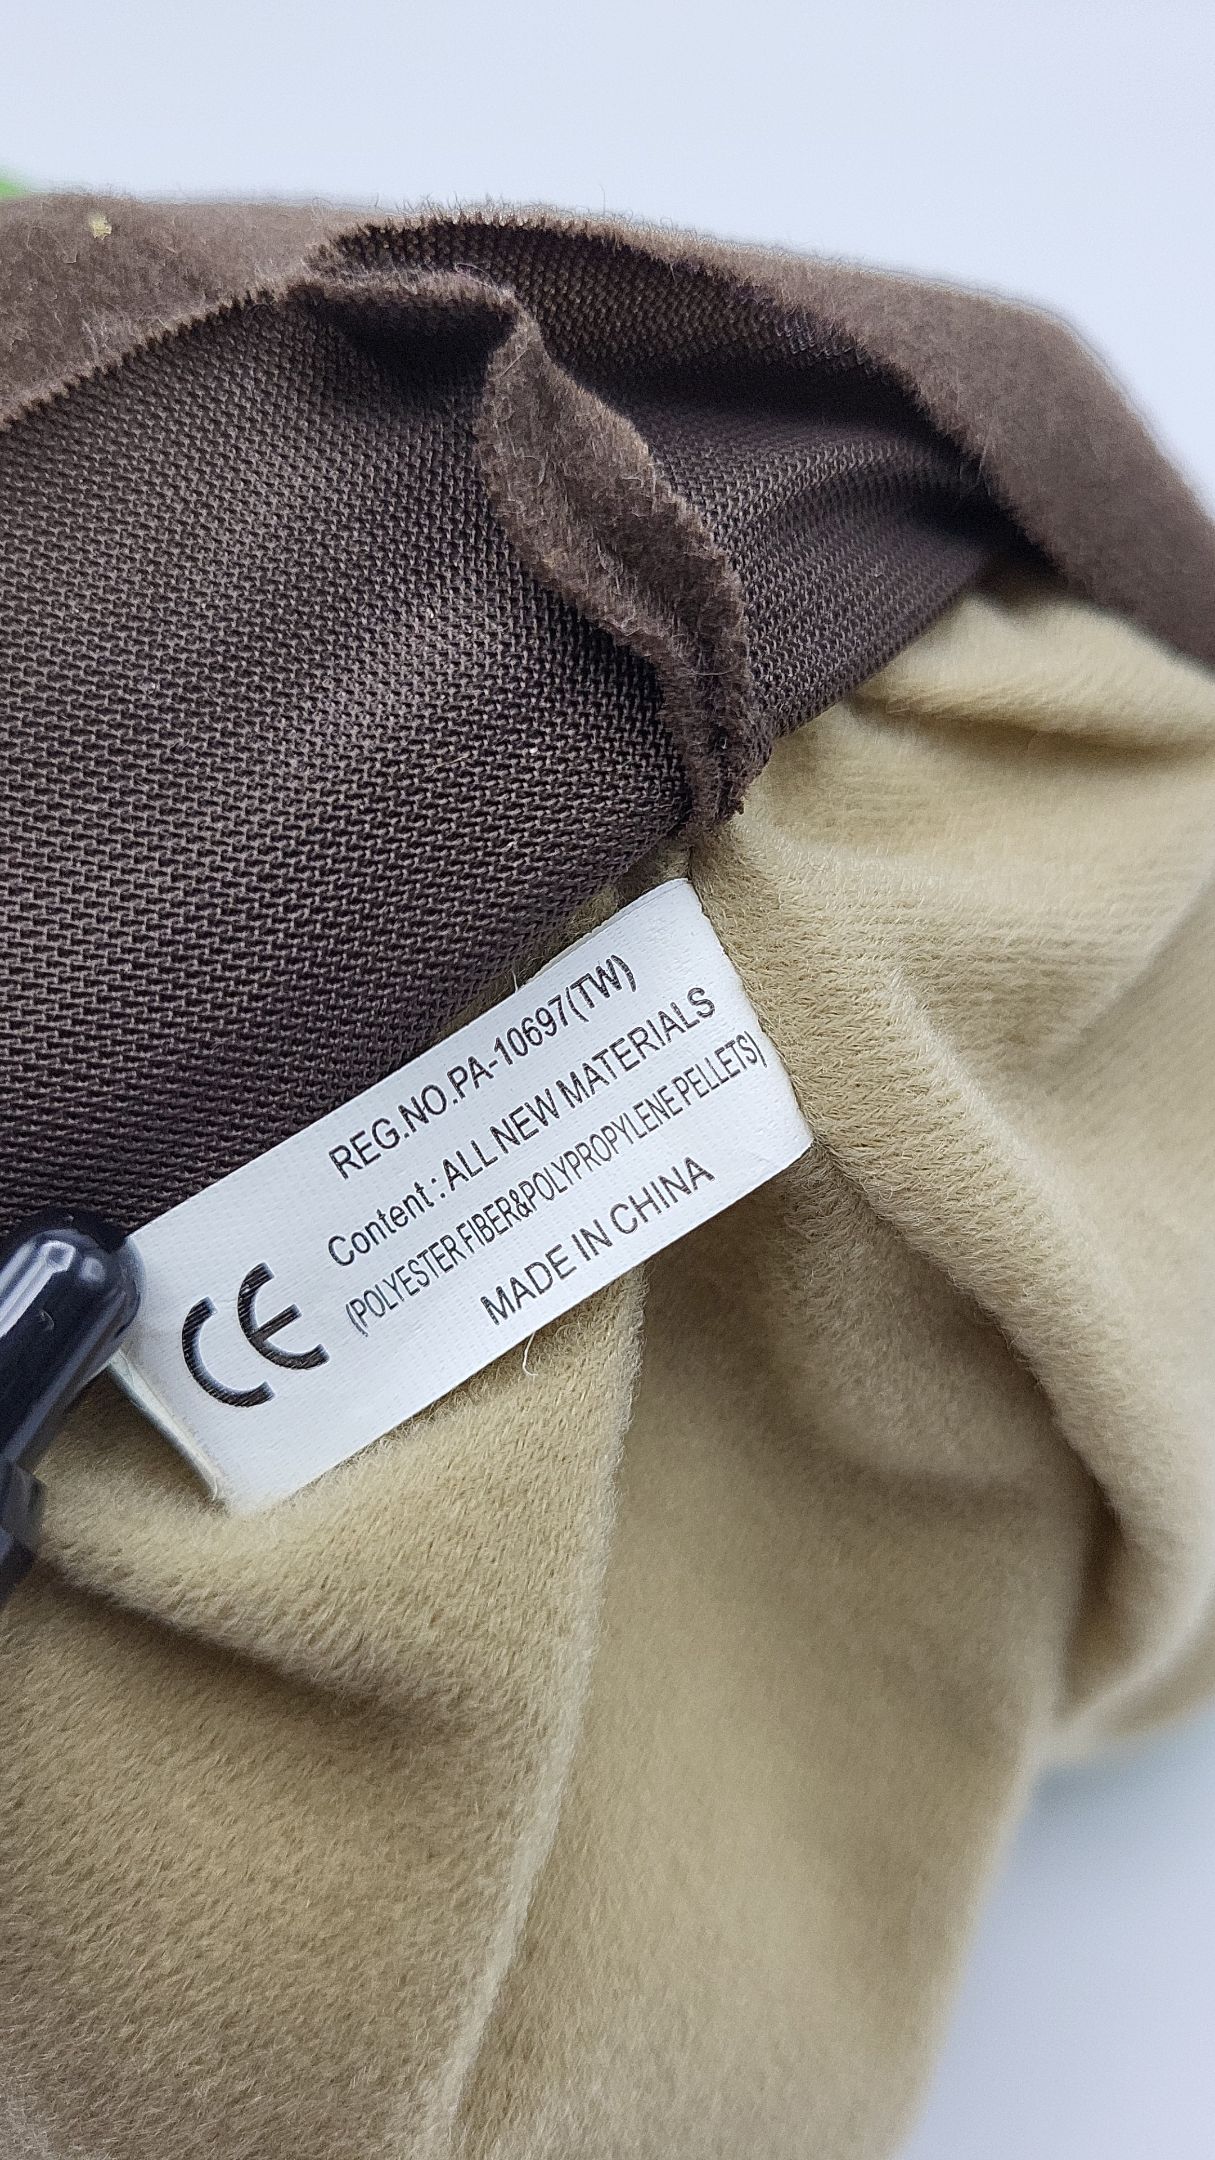 REG.NO.PA-10697(TW)
Content : ALL NEW MATERIALS
(POLYESTER FIBER&POLYPROPYLENE PELLETS)
MADE IN CHINA
CE